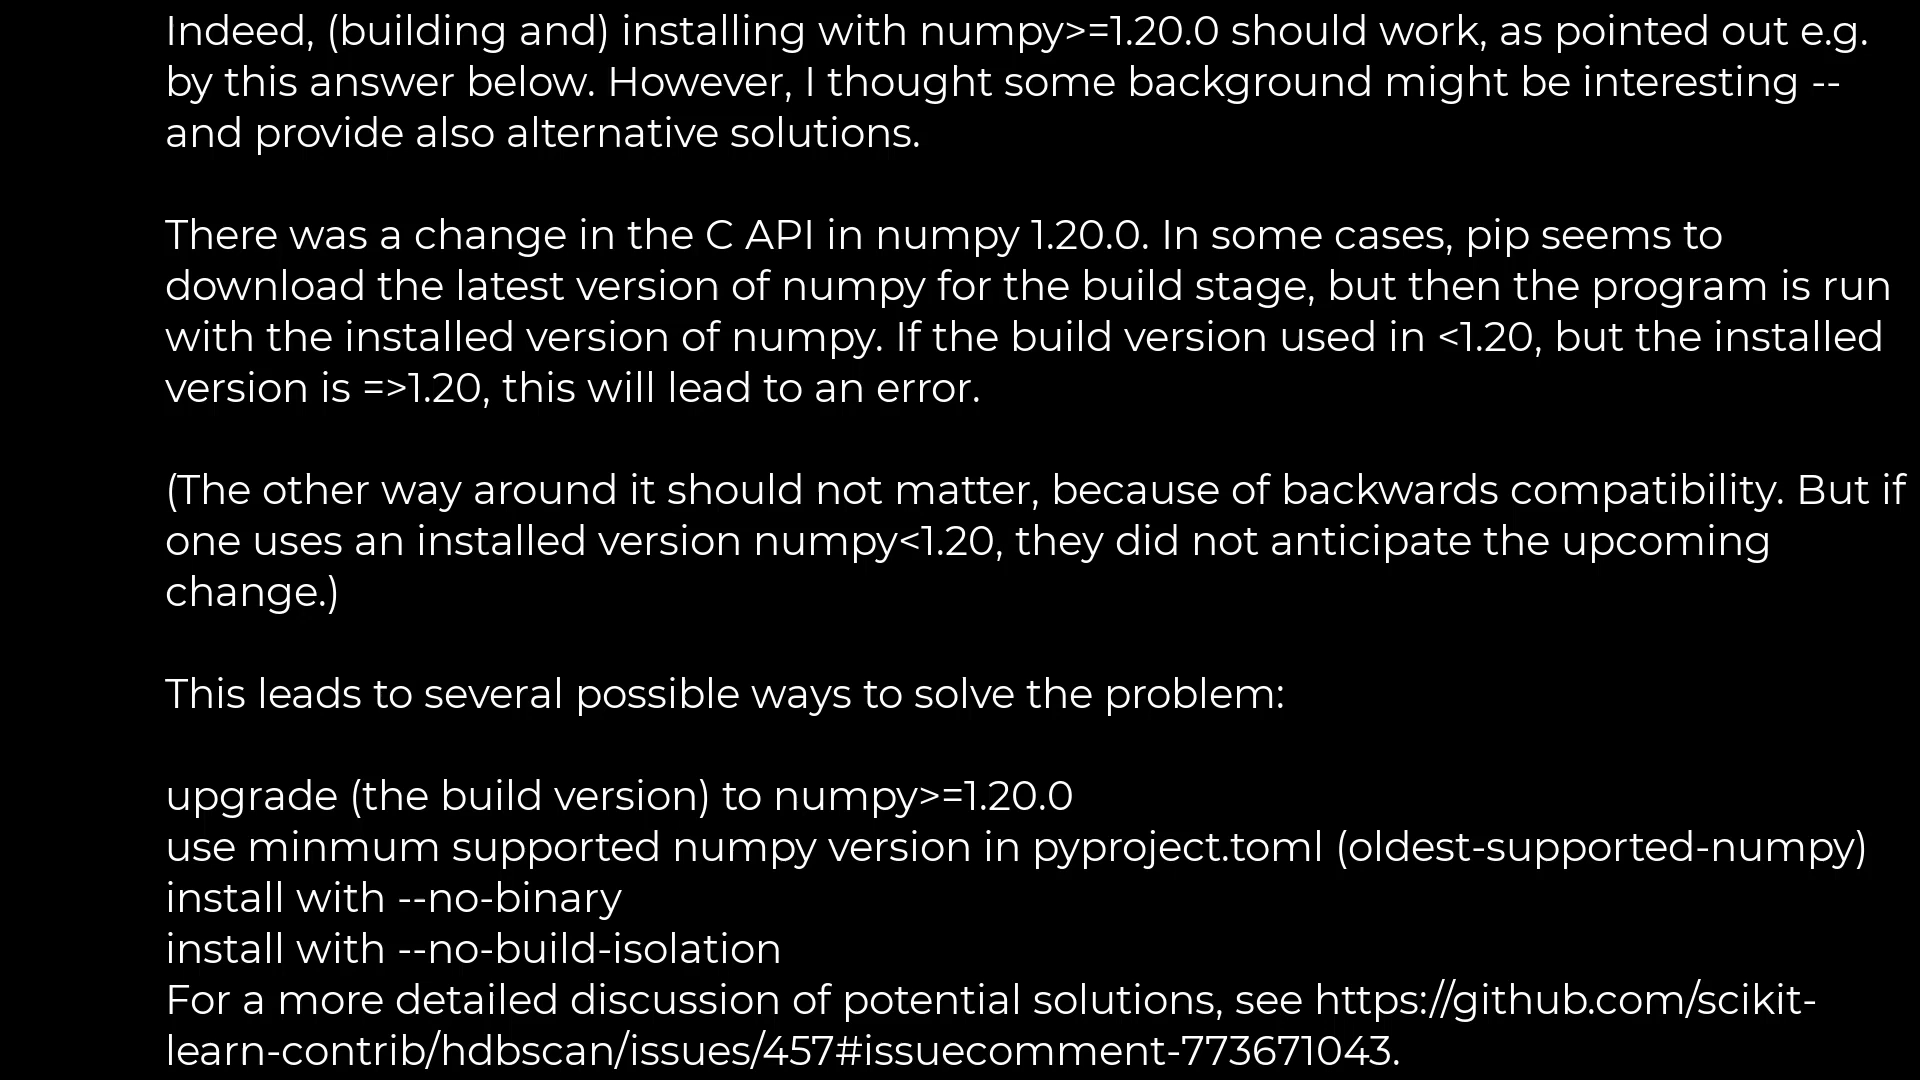 Indeed, (building and) installing with numpy>=1.20.0 should work, as pointed out e.g.
by this answer below. However, I thought some background might be interesting --
and provide also alternative solutions.
There was a change in the C API in numpy 1.20.0. In some cases, pip seems to
download the latest version of numpy for the build stage, but then the program is run
with the installed version of numpy. If the build version used in <1.20, but the installed
version is =>1.20, this will lead to an error.
(The other way around it should not matter, because of backwards compatibility. But if
one uses an installed version numpy<1.20, they did not anticipate the upcoming
change.)
This leads to several possible ways to solve the problem:
upgrade (the build version) to numpy>=1.20.0
use minmum supported numpy version in pyproject.toml (oldest-supported-numpy)
install with --no-binary
install with --no-build-isolation
For a more detailed discussion of potential solutions, see https://github.com/scikit-
learn-contrib/hdbscan/issues/457#issuecomment-773671043.